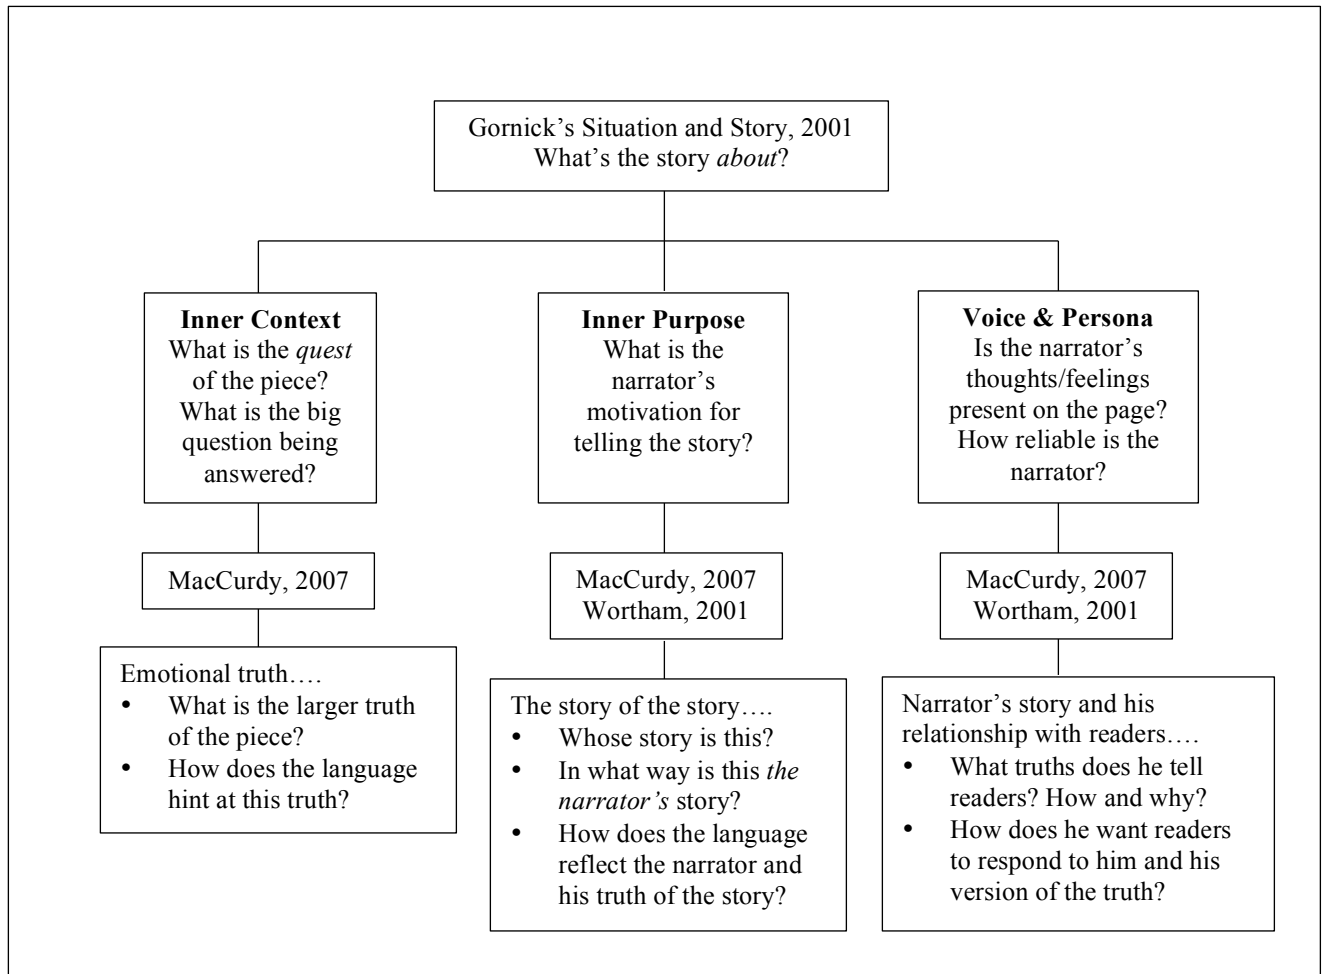 Gornick’s Situation and Story, 2001
What’s the story about?
Inner Context
What is the quest
of the piece?
What is the big
question being
answered?
Inner Purpose
What is the
narrator’s
motivation for
telling the story?
Voice & Persona
Is the narrator’s
thoughts/feelings
present on the page?
How reliable is the
narrator?
MacCurdy, 2007
MacCurdy, 2007
Wortham, 2001
MacCurdy, 2007
Wortham, 2001
Emotional truth….
• What is the larger truth
of the piece?
• How does the language
hint at this truth?
The story of the story….
• Whose story is this?
• In what way is this the
narrator’s story?
• How does the language
reflect the narrator and
his truth of the story?
Narrator’s story and his
relationship with readers….
• What truths does he tell
readers? How and why?
• How does he want readers
to respond to him and his
version of the truth?